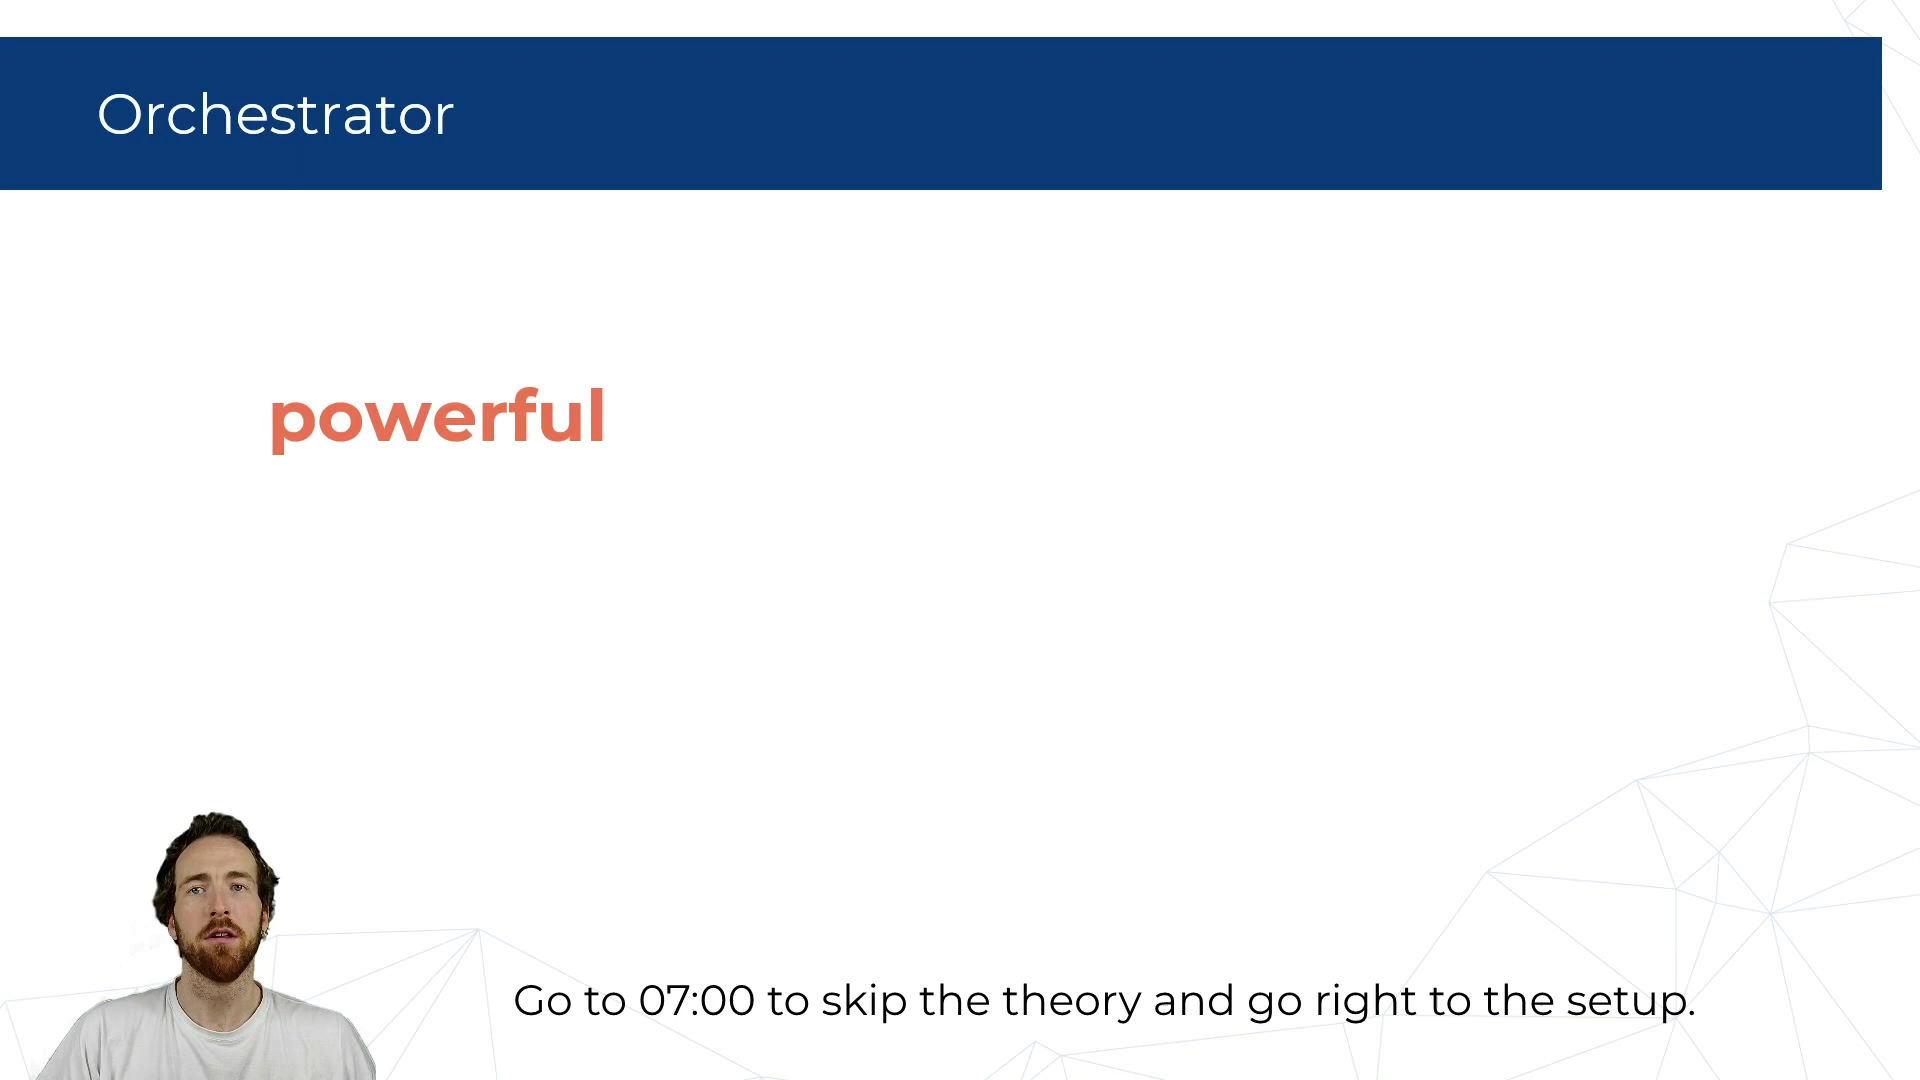 Orchestrator
powerful
Go to 07:00 to skip the theory and go right to the setup.